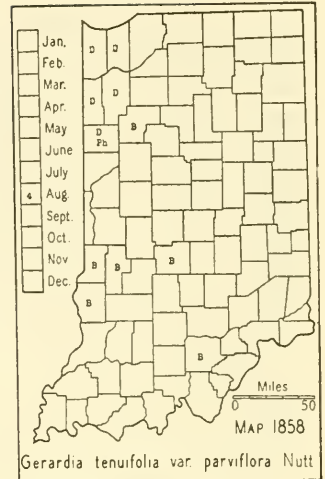 Jan.
Feb.
Mar.
Apr.
May
June
July
4 Aug.
Sept.
Oct.
Nov
Dec.
D D
D D
D B
Ph
B B B
B
B
Miles
0 50
MAP 1858
Gerardia tenuifolia var. parviflora Nutt